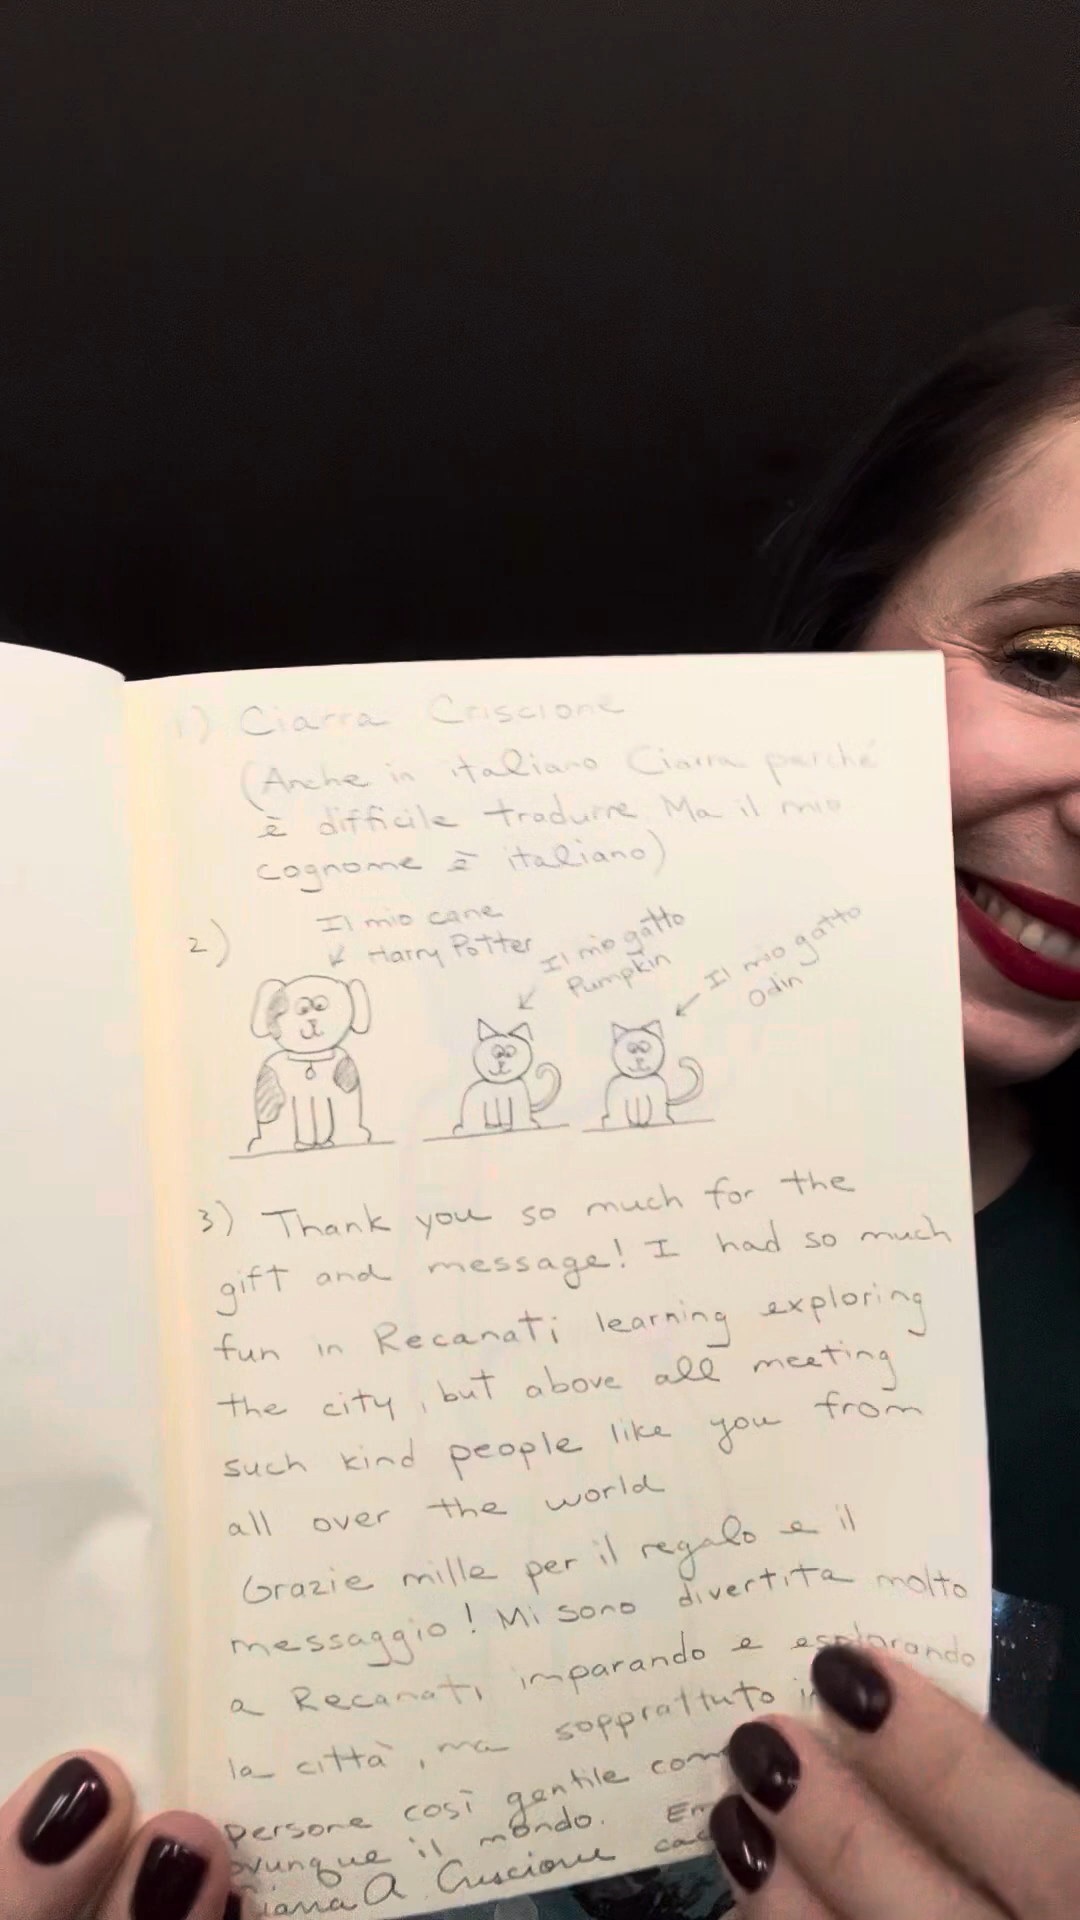 1) Ciarra Criscione
(Anche in italiano Ciarra perché
è difficile tradurre. Ma il mio
cognome è italiano)
2)
Il mio cane
Harry Potter
Il mio gatto
Pumpkin
Il mio gatto
Odin
3) Thank you so much for the
gift and message! I had so much
fun in Recanati learning exploring
the city, but above all meeting
such kind people like you from
all over the world
Grazie mille per il regalo e il
messaggio! Mi sono divertita molto
a Recanati imparando e esplorando
la città, ma sopprattuto
persone così gentile
ovunque il mondo.
A Criscione